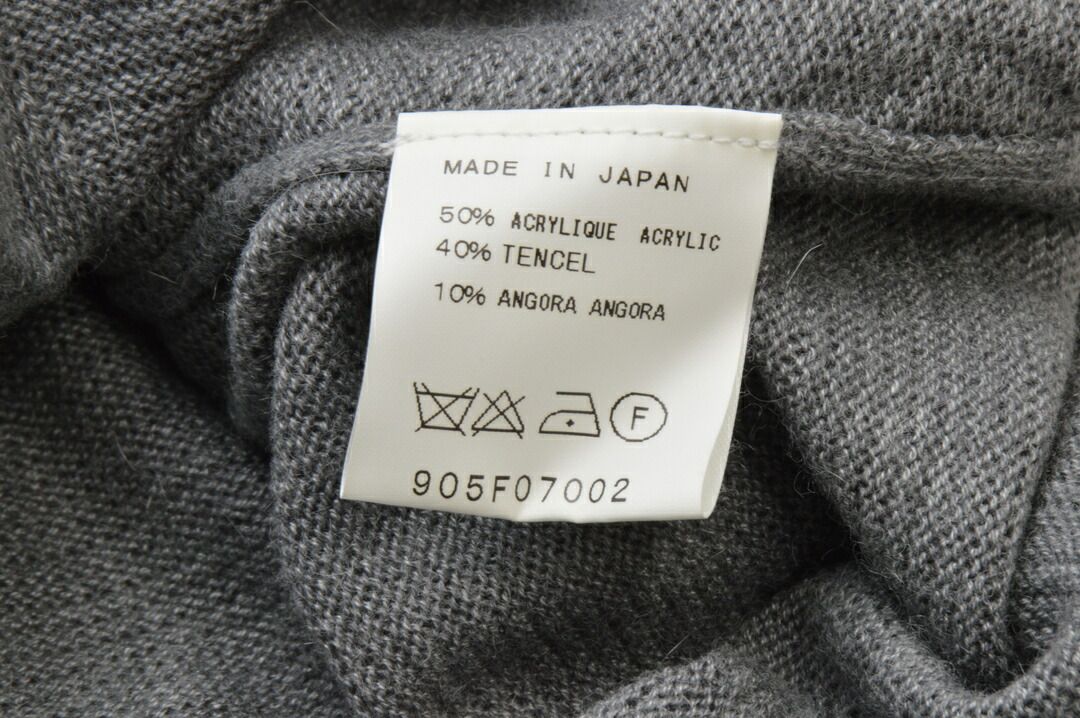 MADE IN JAPAN
50% ACRYLIQUE ACRYLIC
40% TENCEL
10% ANGORA ANGORA
F
905F07002